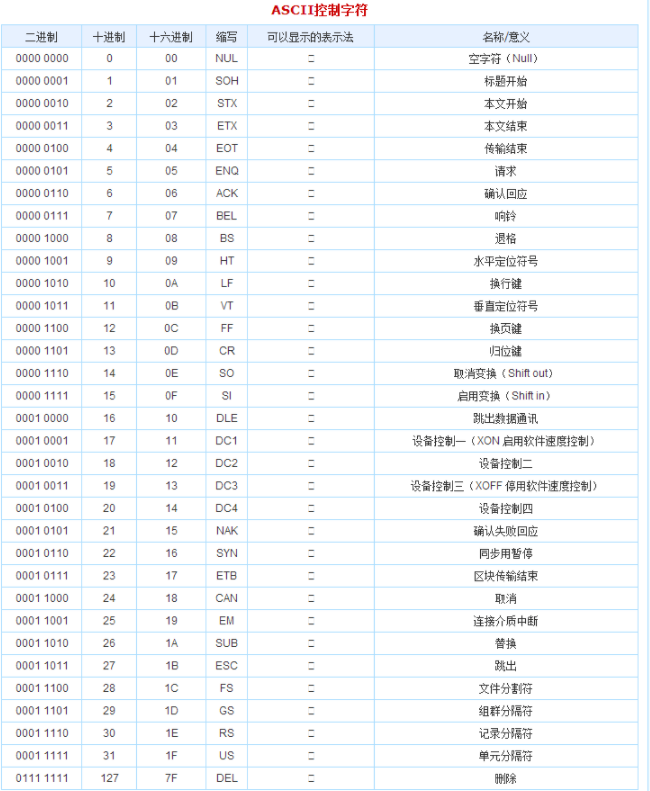 ASCII控制字符
二进制 十进制 十六进制 缩写 可以显示的表示法 名称/意义
0000 0000 0 00 NUL □ 空字符（Null）
0000 0001 1 01 SOH □ 标题开始
0000 0010 2 02 STX □ 本文开始
0000 0011 3 03 ETX □ 本文结束
0000 0100 4 04 EOT □ 传输结束
0000 0101 5 05 ENQ □ 请求
0000 0110 6 06 ACK □ 确认回应
0000 0111 7 07 BEL □ 响铃
0000 1000 8 08 BS □ 退格
0000 1001 9 09 HT □ 水平定位符号
0000 1010 10 0A LF □ 换行键
0000 1011 11 0B VT □ 垂直定位符号
0000 1100 12 0C FF □ 换页键
0000 1101 13 0D CR □ 归位键
0000 1110 14 0E SO □ 取消变换（Shift out）
0000 1111 15 0F SI □ 启用变换（Shift in）
0001 0000 16 10 DLE □ 跳出数据通讯
0001 0001 17 11 DC1 □ 设备控制一（XON 启用软件速度控制）
0001 0010 18 12 DC2 □ 设备控制二
0001 0011 19 13 DC3 □ 设备控制三（XOFF 停用软件速度控制）
0001 0100 20 14 DC4 □ 设备控制四
0001 0101 21 15 NAK □ 确认失败回应
0001 0110 22 16 SYN □ 同步用暂停
0001 0111 23 17 ETB □ 区块传输结束
0001 1000 24 18 CAN □ 取消
0001 1001 25 19 EM □ 连接介质中断
0001 1010 26 1A SUB □ 替换
0001 1011 27 1B ESC □ 跳出
0001 1100 28 1C FS □ 文件分割符
0001 1101 29 1D GS □ 组群分隔符
0001 1110 30 1E RS □ 记录分隔符
0001 1111 31 1F US □ 单元分隔符
0111 1111 127 7F DEL □ 删除